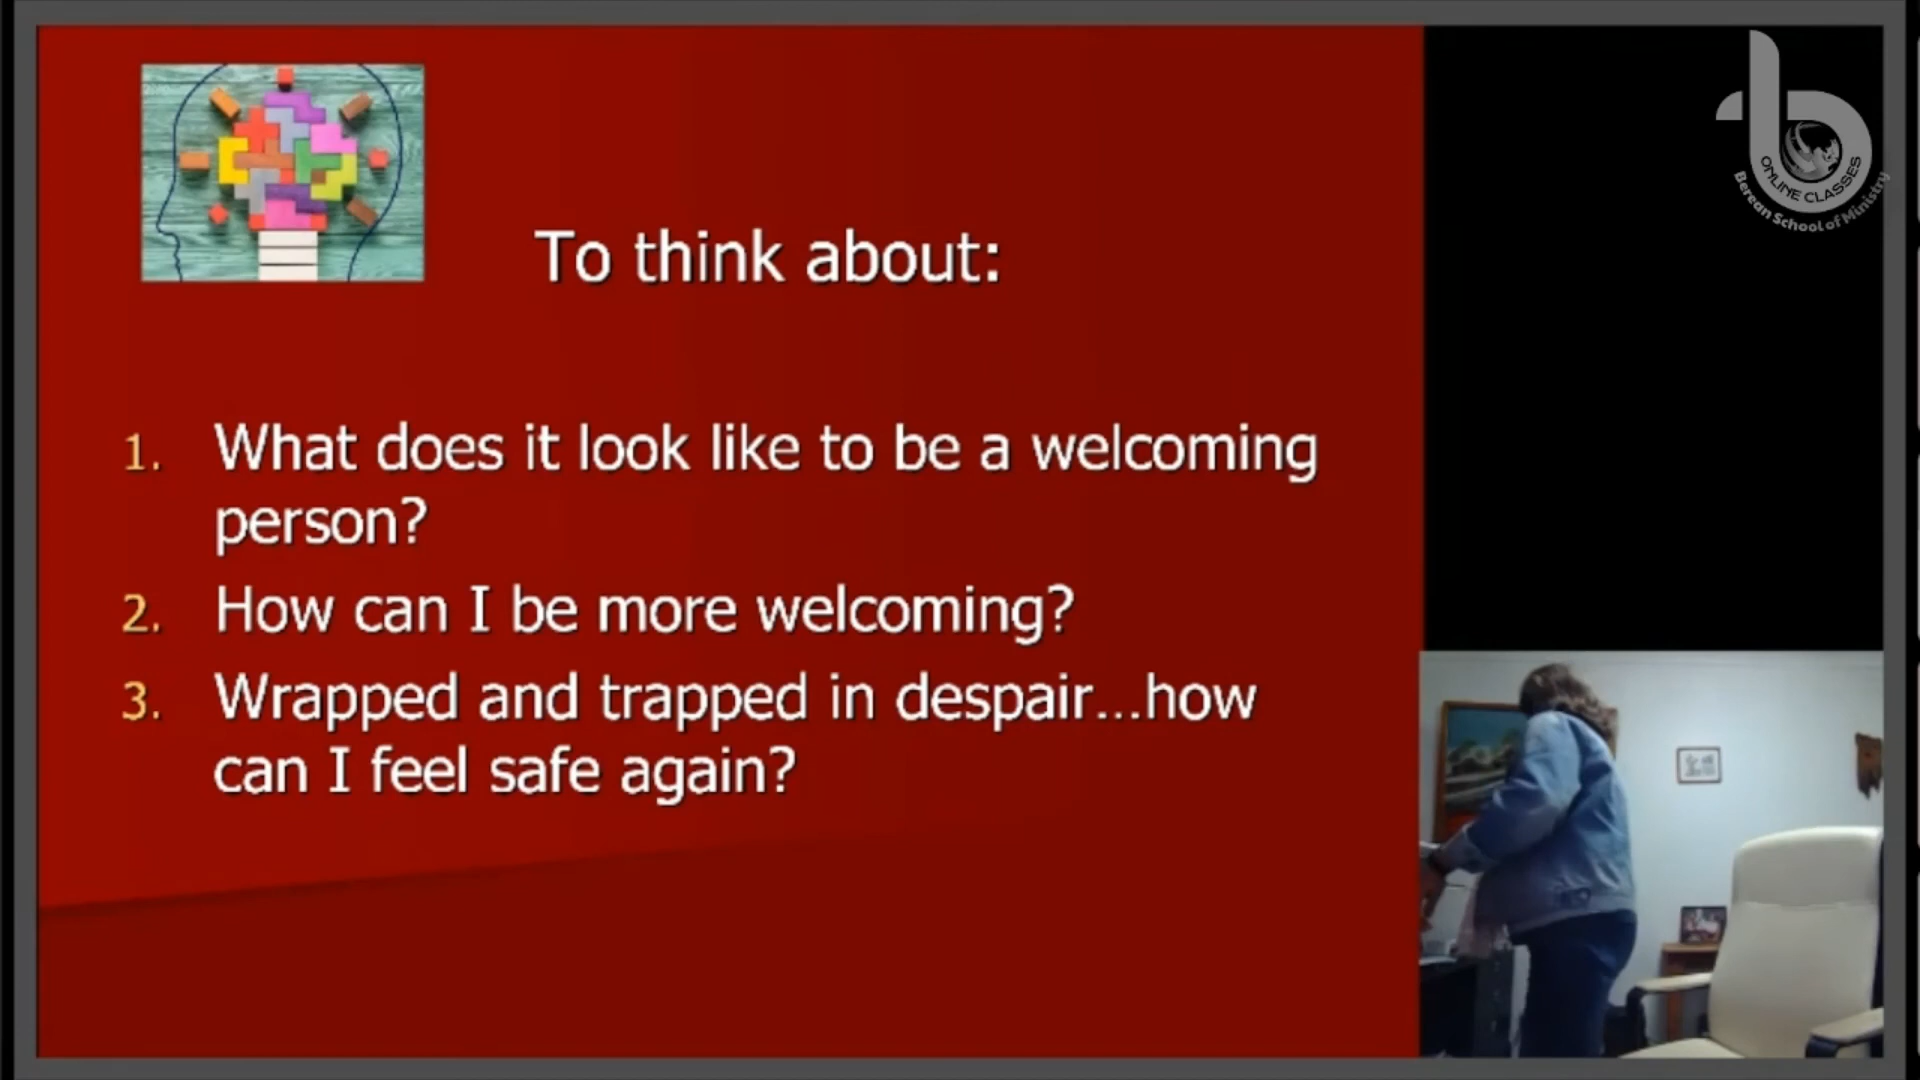 To think about:
1. What does it look like to be a welcoming
person?
2. How can I be more welcoming?
3. Wrapped and trapped in despair...how
can I feel safe again?
ONLINE CLASSES
Berean School of Ministry